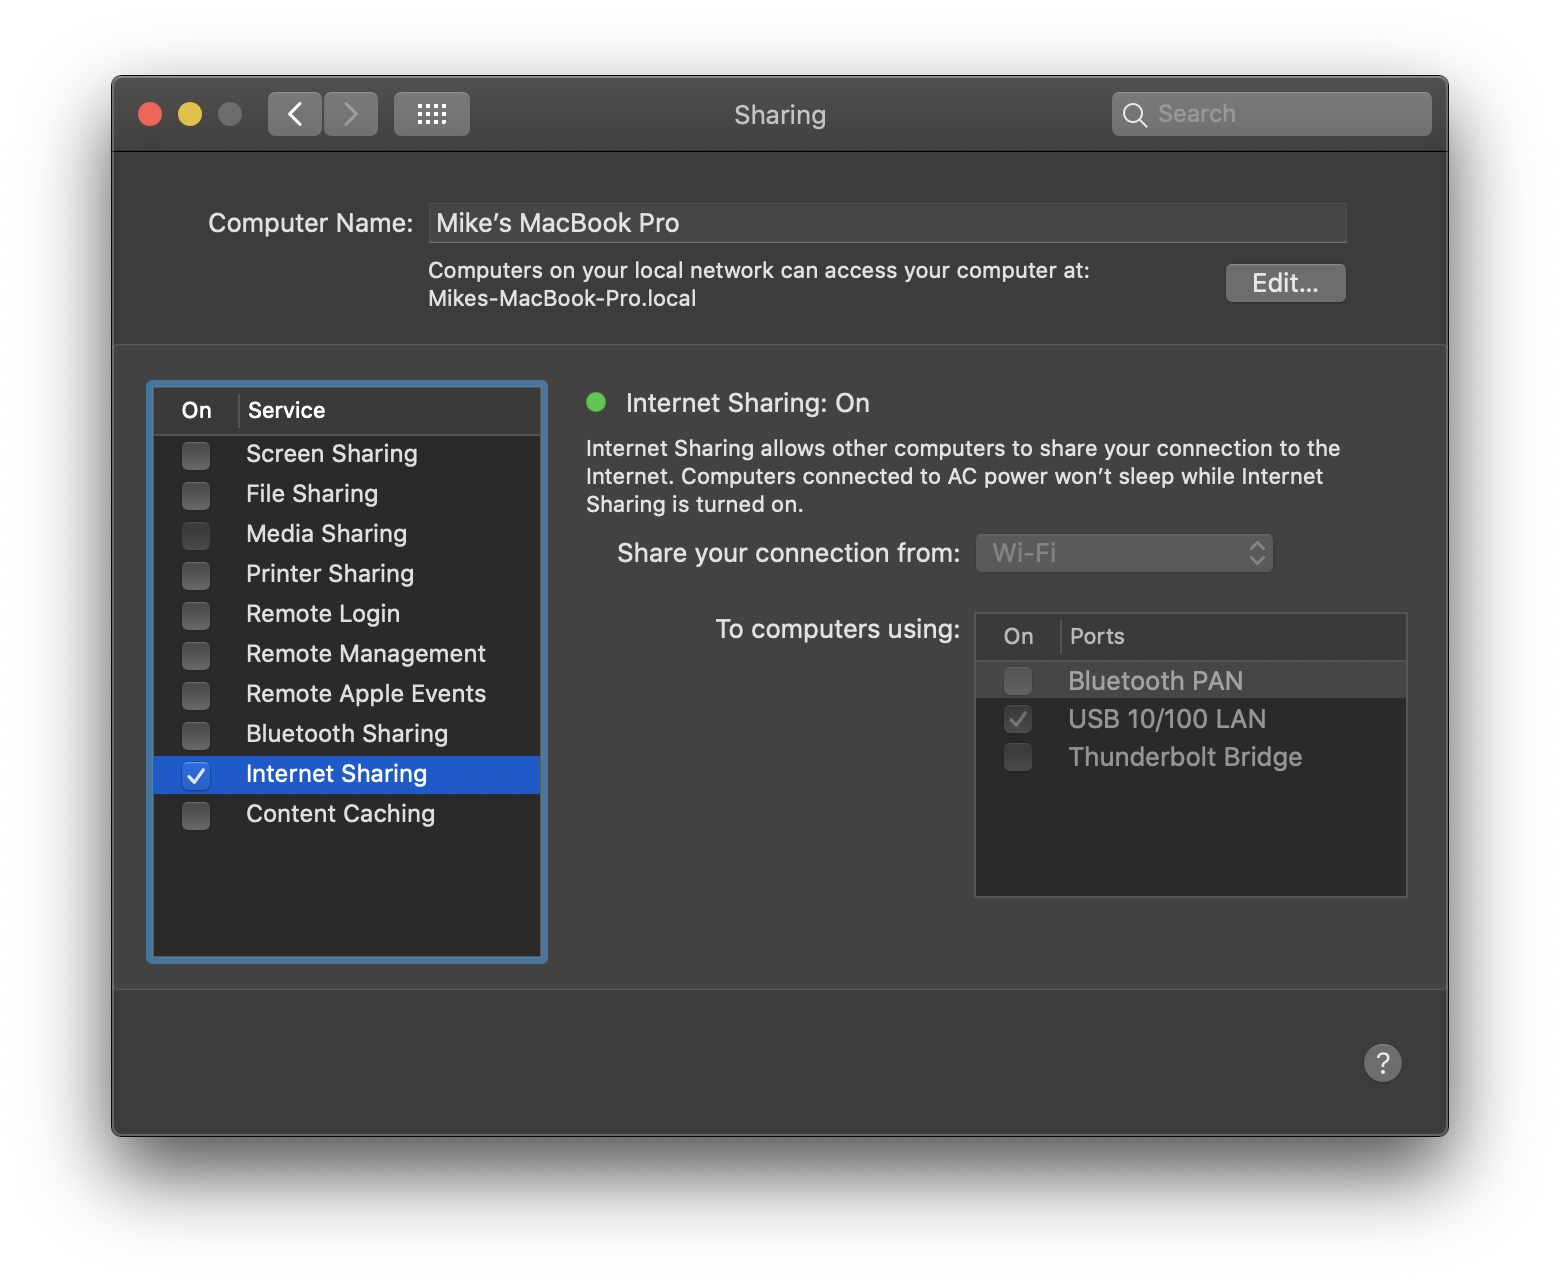 Sharing
Search
Computer Name:
Mike’s MacBook Pro
Computers on your local network can access your computer at:
Mikes-MacBook-Pro.local
Edit...
On
Service
Screen Sharing
File Sharing
Media Sharing
Printer Sharing
Remote Login
Remote Management
Remote Apple Events
Bluetooth Sharing
Internet Sharing
Content Caching
Internet Sharing: On
Internet Sharing allows other computers to share your connection to the
Internet. Computers connected to AC power won’t sleep while Internet
Sharing is turned on.
Share your connection from:
Wi-Fi
To computers using:
On
Ports
Bluetooth PAN
USB 10/100 LAN
Thunderbolt Bridge
?